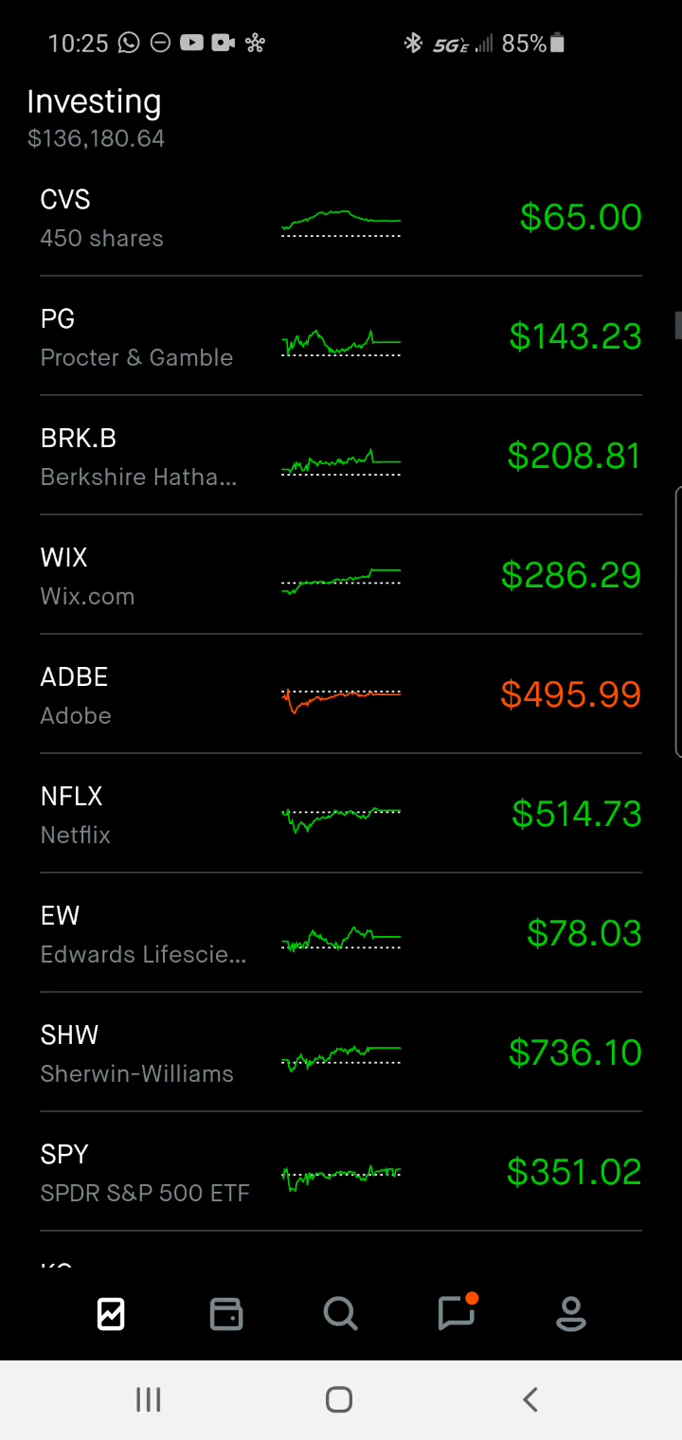 10:25 5GE 85%
Investing
$136,180.64
CVS
450 shares
$65.00
PG
Procter & Gamble
$143.23
BRK.B
Berkshire Hatha...
$208.81
WIX
Wix.com
$286.29
ADBE
Adobe
$495.99
NFLX
Netflix
$514.73
EW
Edwards Lifescie...
$78.03
SHW
Sherwin-Williams
$736.10
SPY
SPDR S&P 500 ETF
$351.02